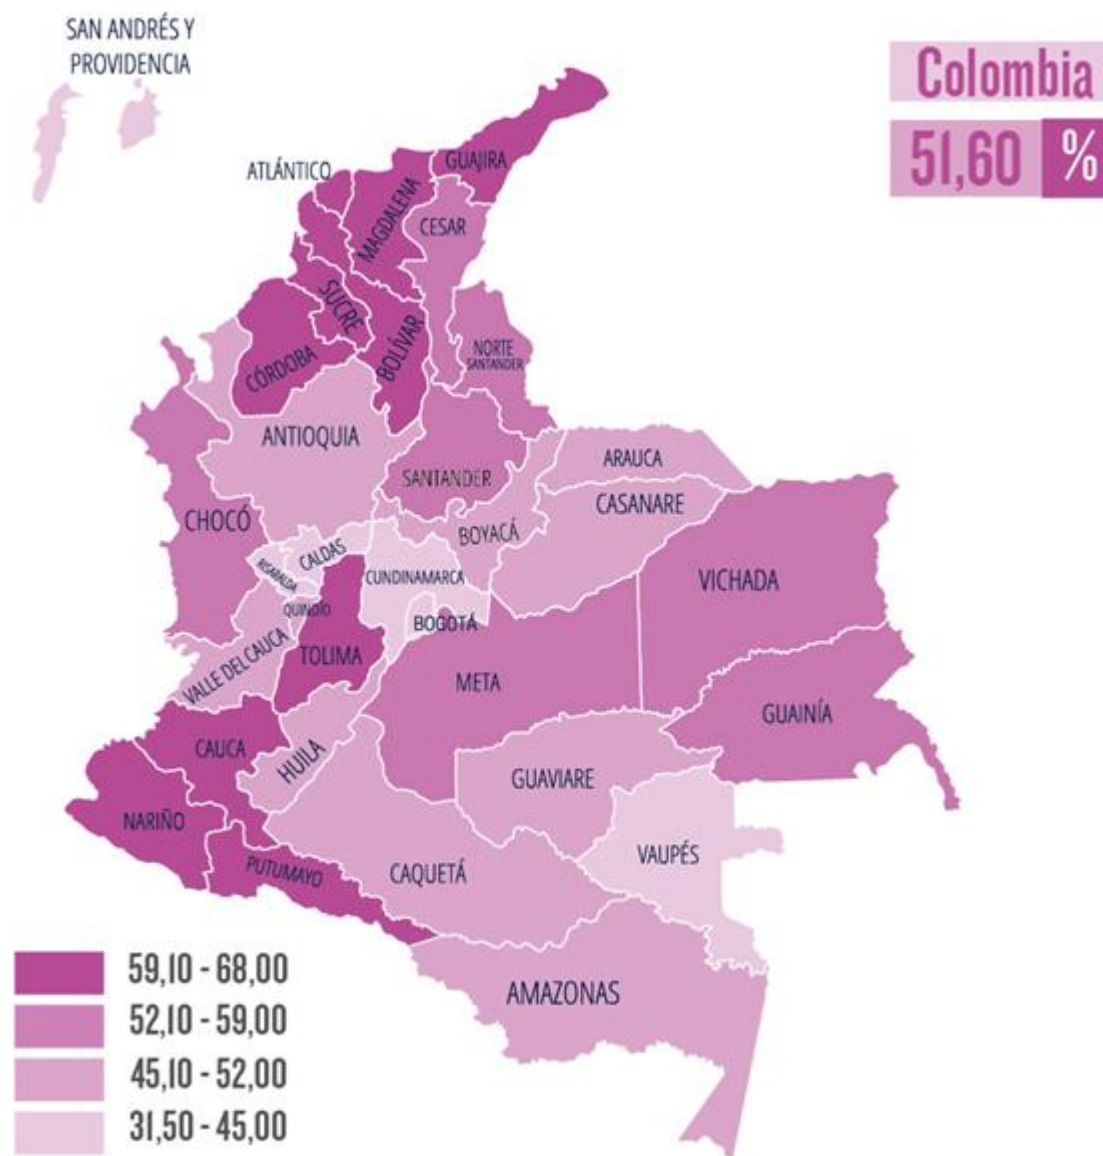 SAN ANDRÉS Y
PROVIDENCIA
Colombia
51,60 %
ATLÁNTICO
GUAJIRA
MAGDALENA
CESAR
SUCRE
BOLÍVAR
CÓRDOBA
NORTE
SANTANDER
ANTIOQUIA
ARAUCA
SANTANDER
CASANARE
CHOCÓ
BOYACÁ
CALDAS
RISARALDA
CUNDINAMARCA
VICHADA
QUINDÍO
BOGOTÁ
TOLIMA
VALLE DEL CAUCA
META
GUAINÍA
CAUCA
HUILA
GUAVIARE
NARIÑO
VAUPÉS
PUTUMAYO
CAQUETÁ
AMAZONAS
59,10 - 68,00
52,10 - 59,00
45,10 - 52,00
31,50 - 45,00